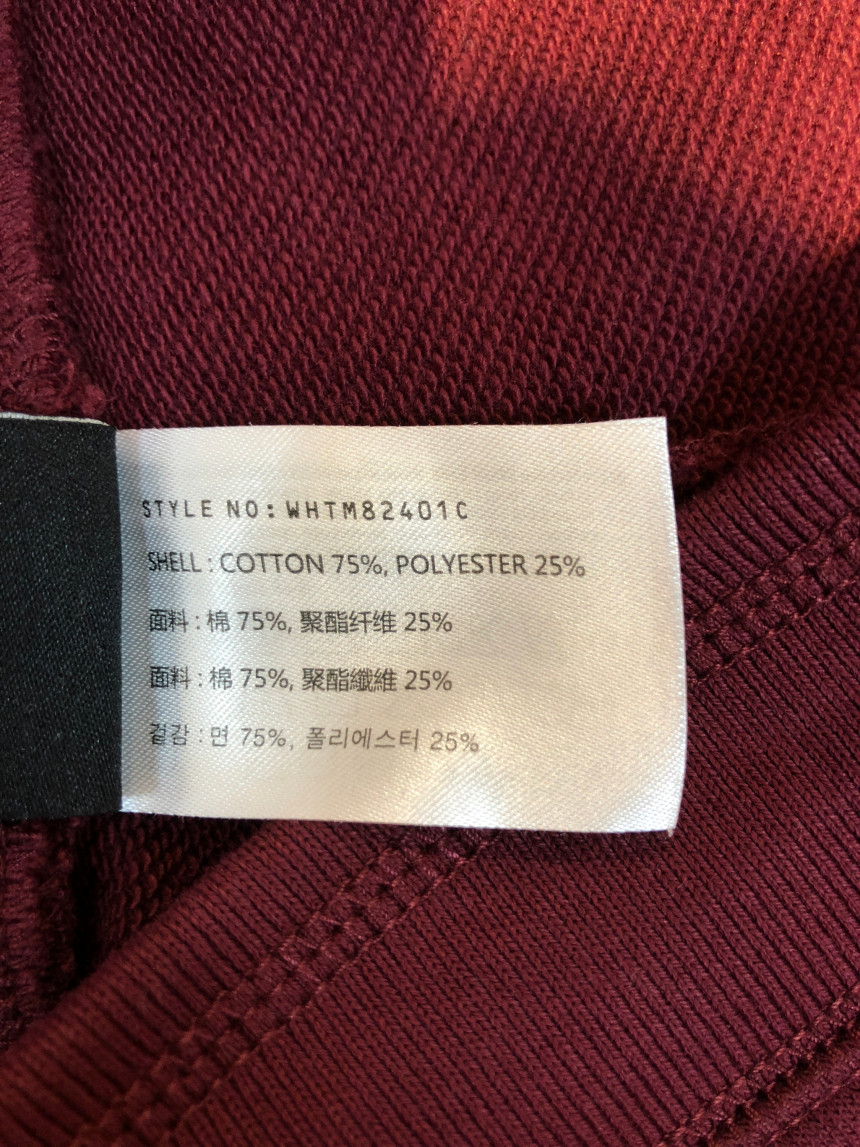 STYLE NO: WHTM82401C
SHELL : COTTON 75%, POLYESTER 25%
面料 : 棉 75%, 聚酯纤维 25%
面料 : 棉 75%, 聚酯纖維 25%
겉감 : 면 75%, 폴리에스터 25%